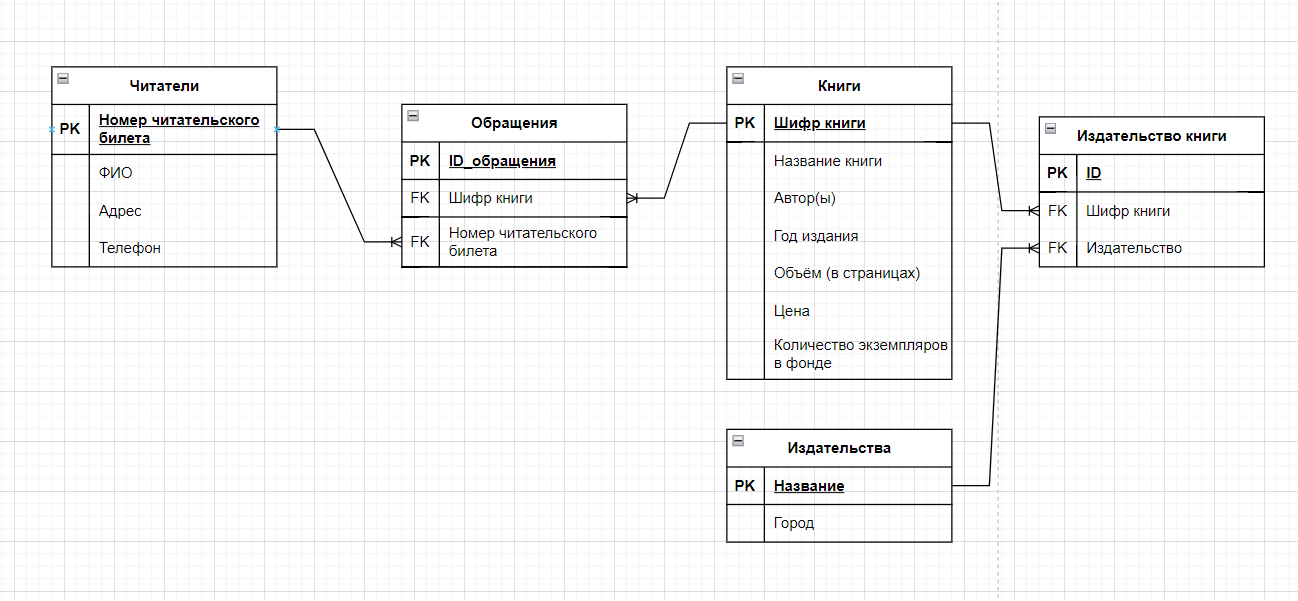 Читатели
PK
Номер читательского
билета
ФИО
Адрес
Телефон
Обращения
PK
ID_обращения
FK
Шифр книги
FK
Номер читательского
билета
Книги
PK
Шифр книги
Название книги
Автор(ы)
Год издания
Объём (в страницах)
Цена
Количество экземпляров
в фонде
Издательство книги
PK
ID
FK
Шифр книги
FK
Издательство
Издательства
PK
Название
Город